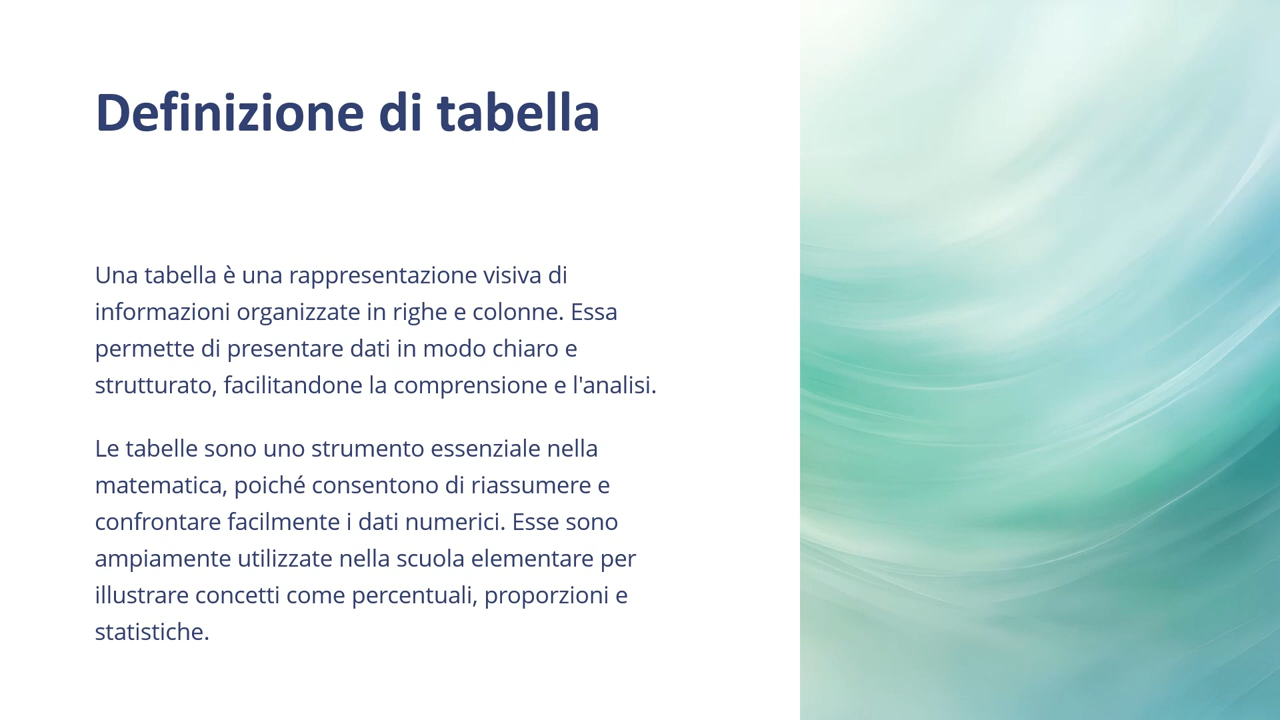 Definizione di tabella
Una tabella è una rappresentazione visiva di
informazioni organizzate in righe e colonne. Essa
permette di presentare dati in modo chiaro e
strutturato, facilitandone la comprensione e l'analisi.
Le tabelle sono uno strumento essenziale nella
matematica, poiché consentono di riassumere e
confrontare facilmente i dati numerici. Esse sono
ampiamente utilizzate nella scuola elementare per
illustrare concetti come percentuali, proporzioni e
statistiche.